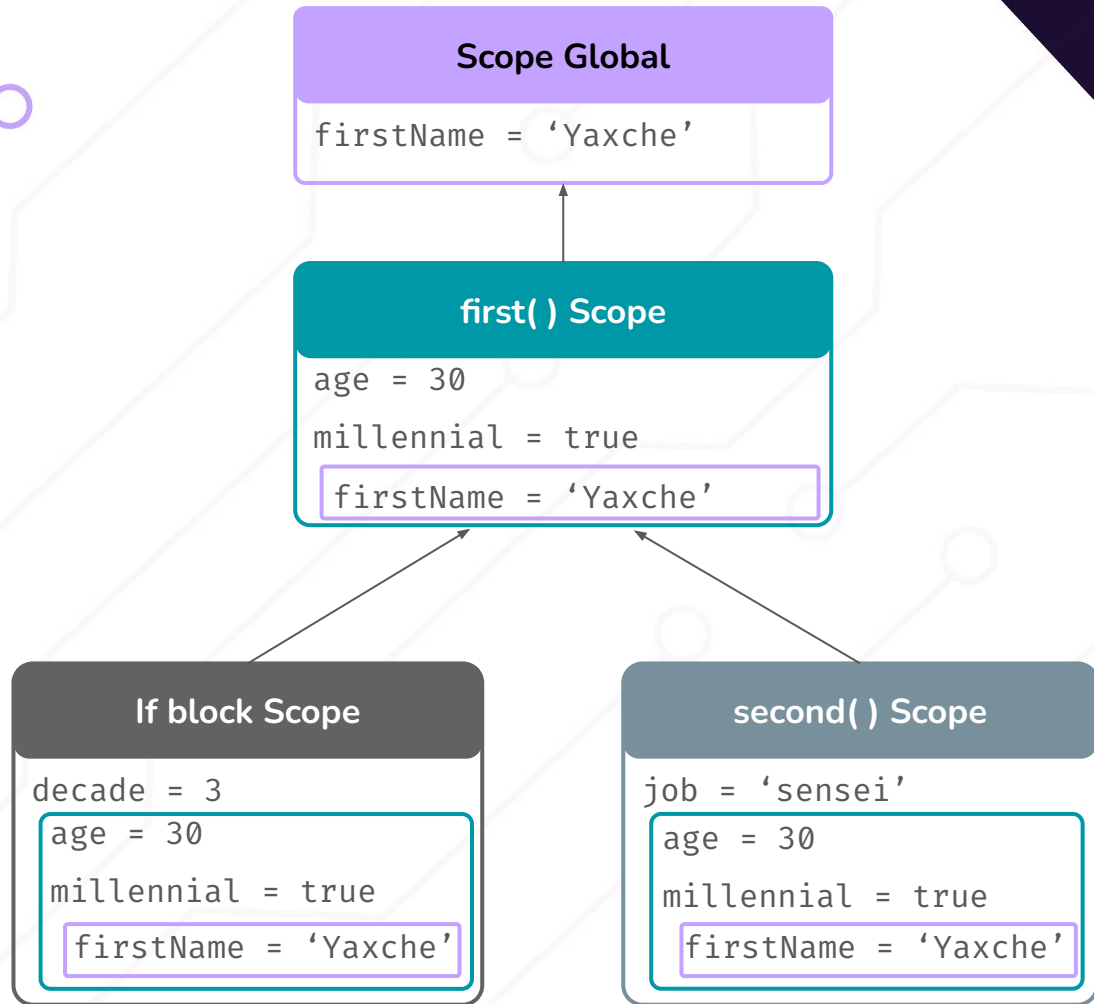 Scope Global
firstName = ‘Yaxche’
first( ) Scope
age = 30
millennial = true
firstName = ‘Yaxche’
If block Scope
decade = 3
age = 30
millennial = true
firstName = ‘Yaxche’
second( ) Scope
job = ‘sensei’
age = 30
millennial = true
firstName = ‘Yaxche’